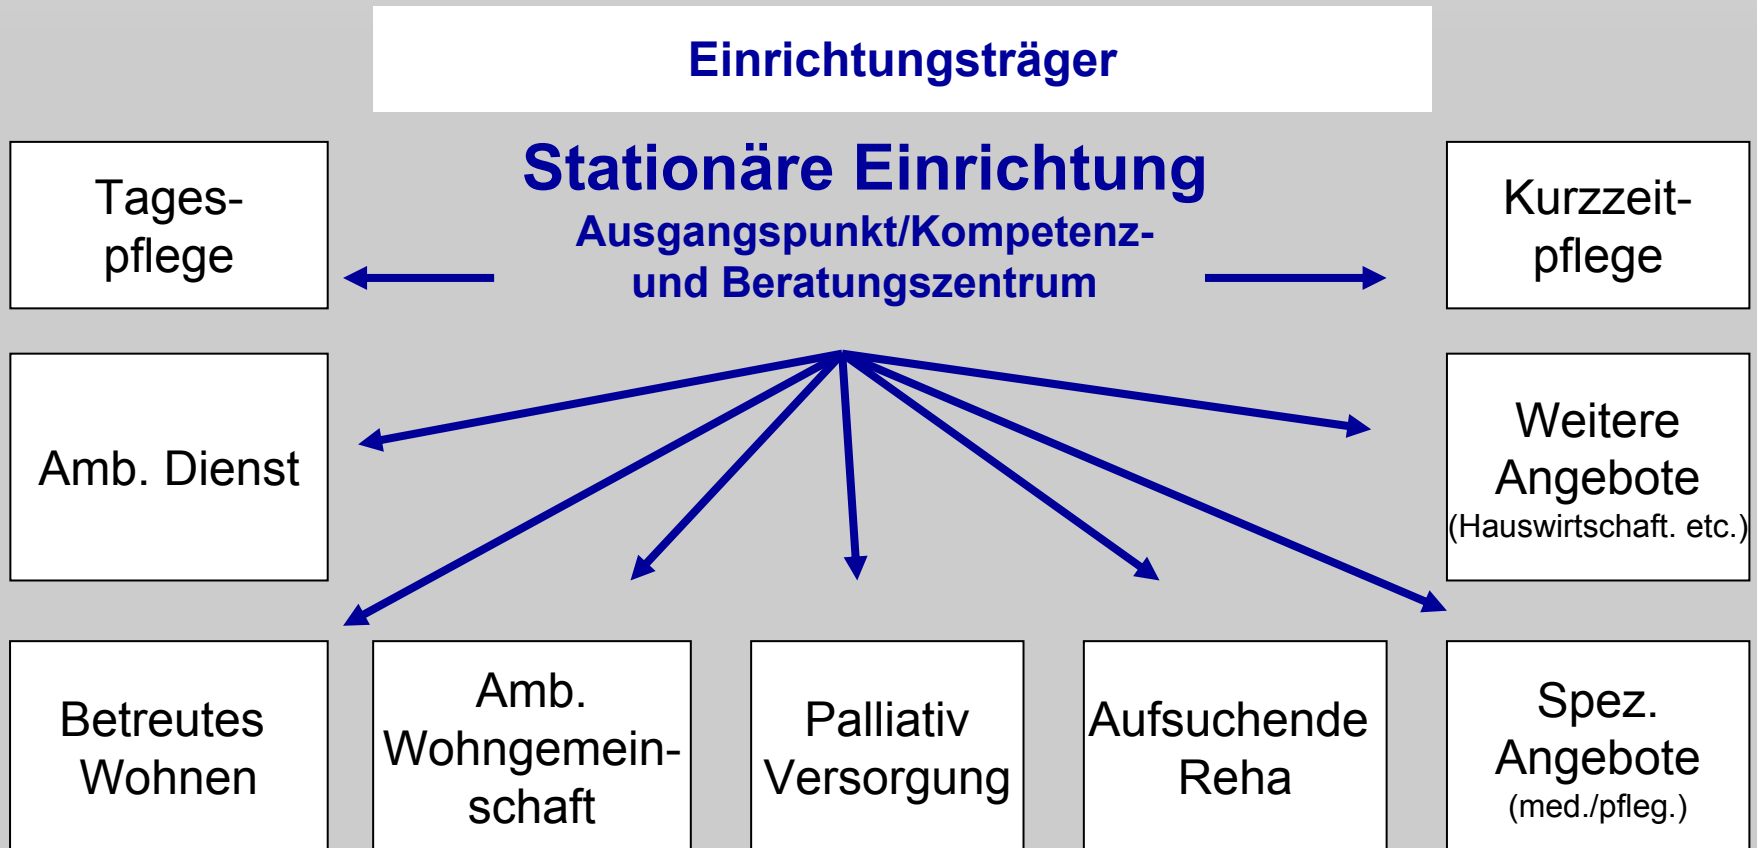 Einrichtungsträger
Stationäre Einrichtung
Ausgangspunkt/Kompetenz-
und Beratungszentrum
Tages-
pflege
Kurzzeit-
pflege
Amb. Dienst
Weitere
Angebote
(Hauswirtschaft. etc.)
Betreutes
Wohnen
Amb.
Wohngemein-
schaft
Palliativ
Versorgung
Aufsuchende
Reha
Spez.
Angebote
(med./pfleg.)